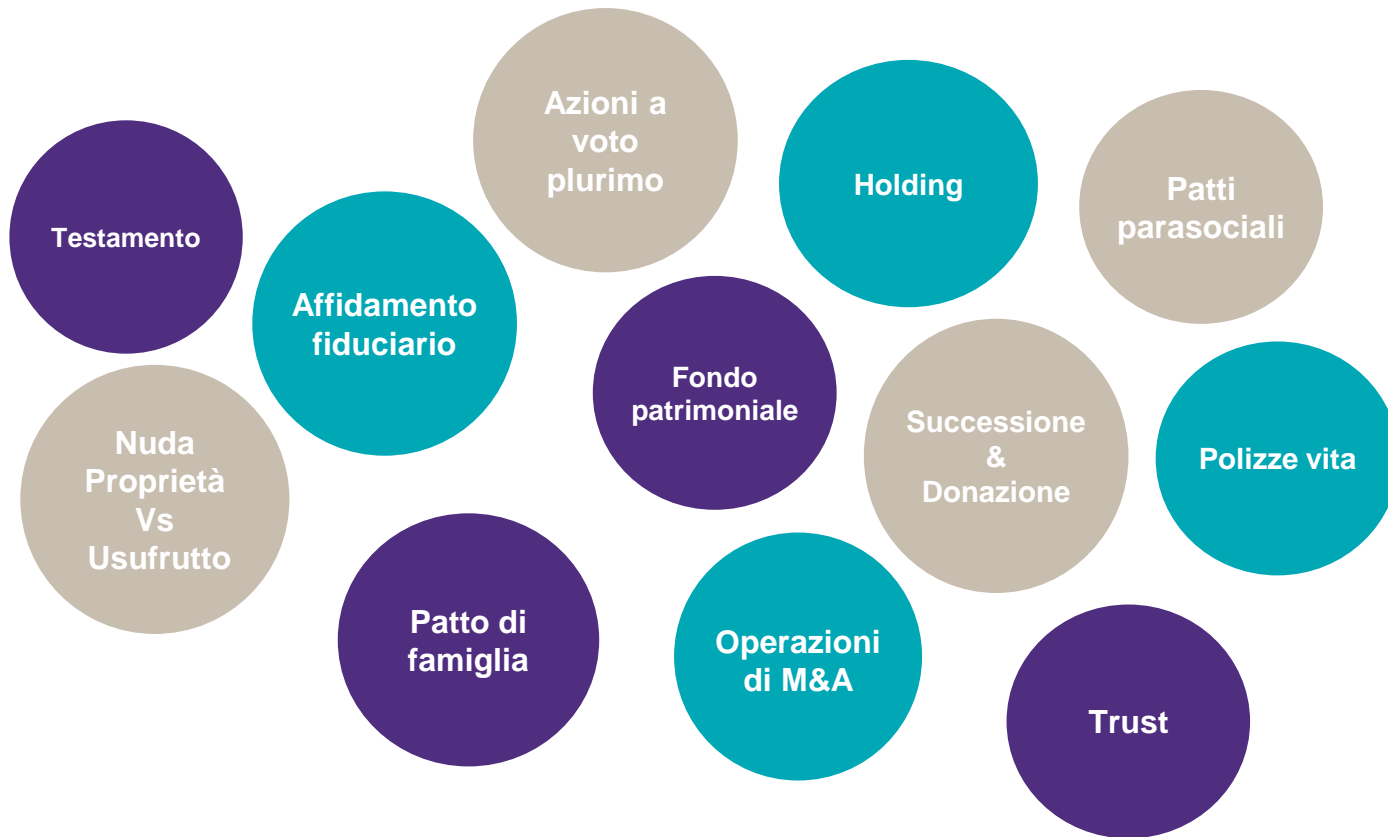 Azioni a
voto
plurimo
Holding
Patti
parasociali
Testamento
Affidamento
fiduciario
Fondo
patrimoniale
Successione
&
Donazione
Polizze vita
Nuda
Proprietà
Vs
Usufrutto
Patto di
famiglia
Operazioni
di M&A
Trust